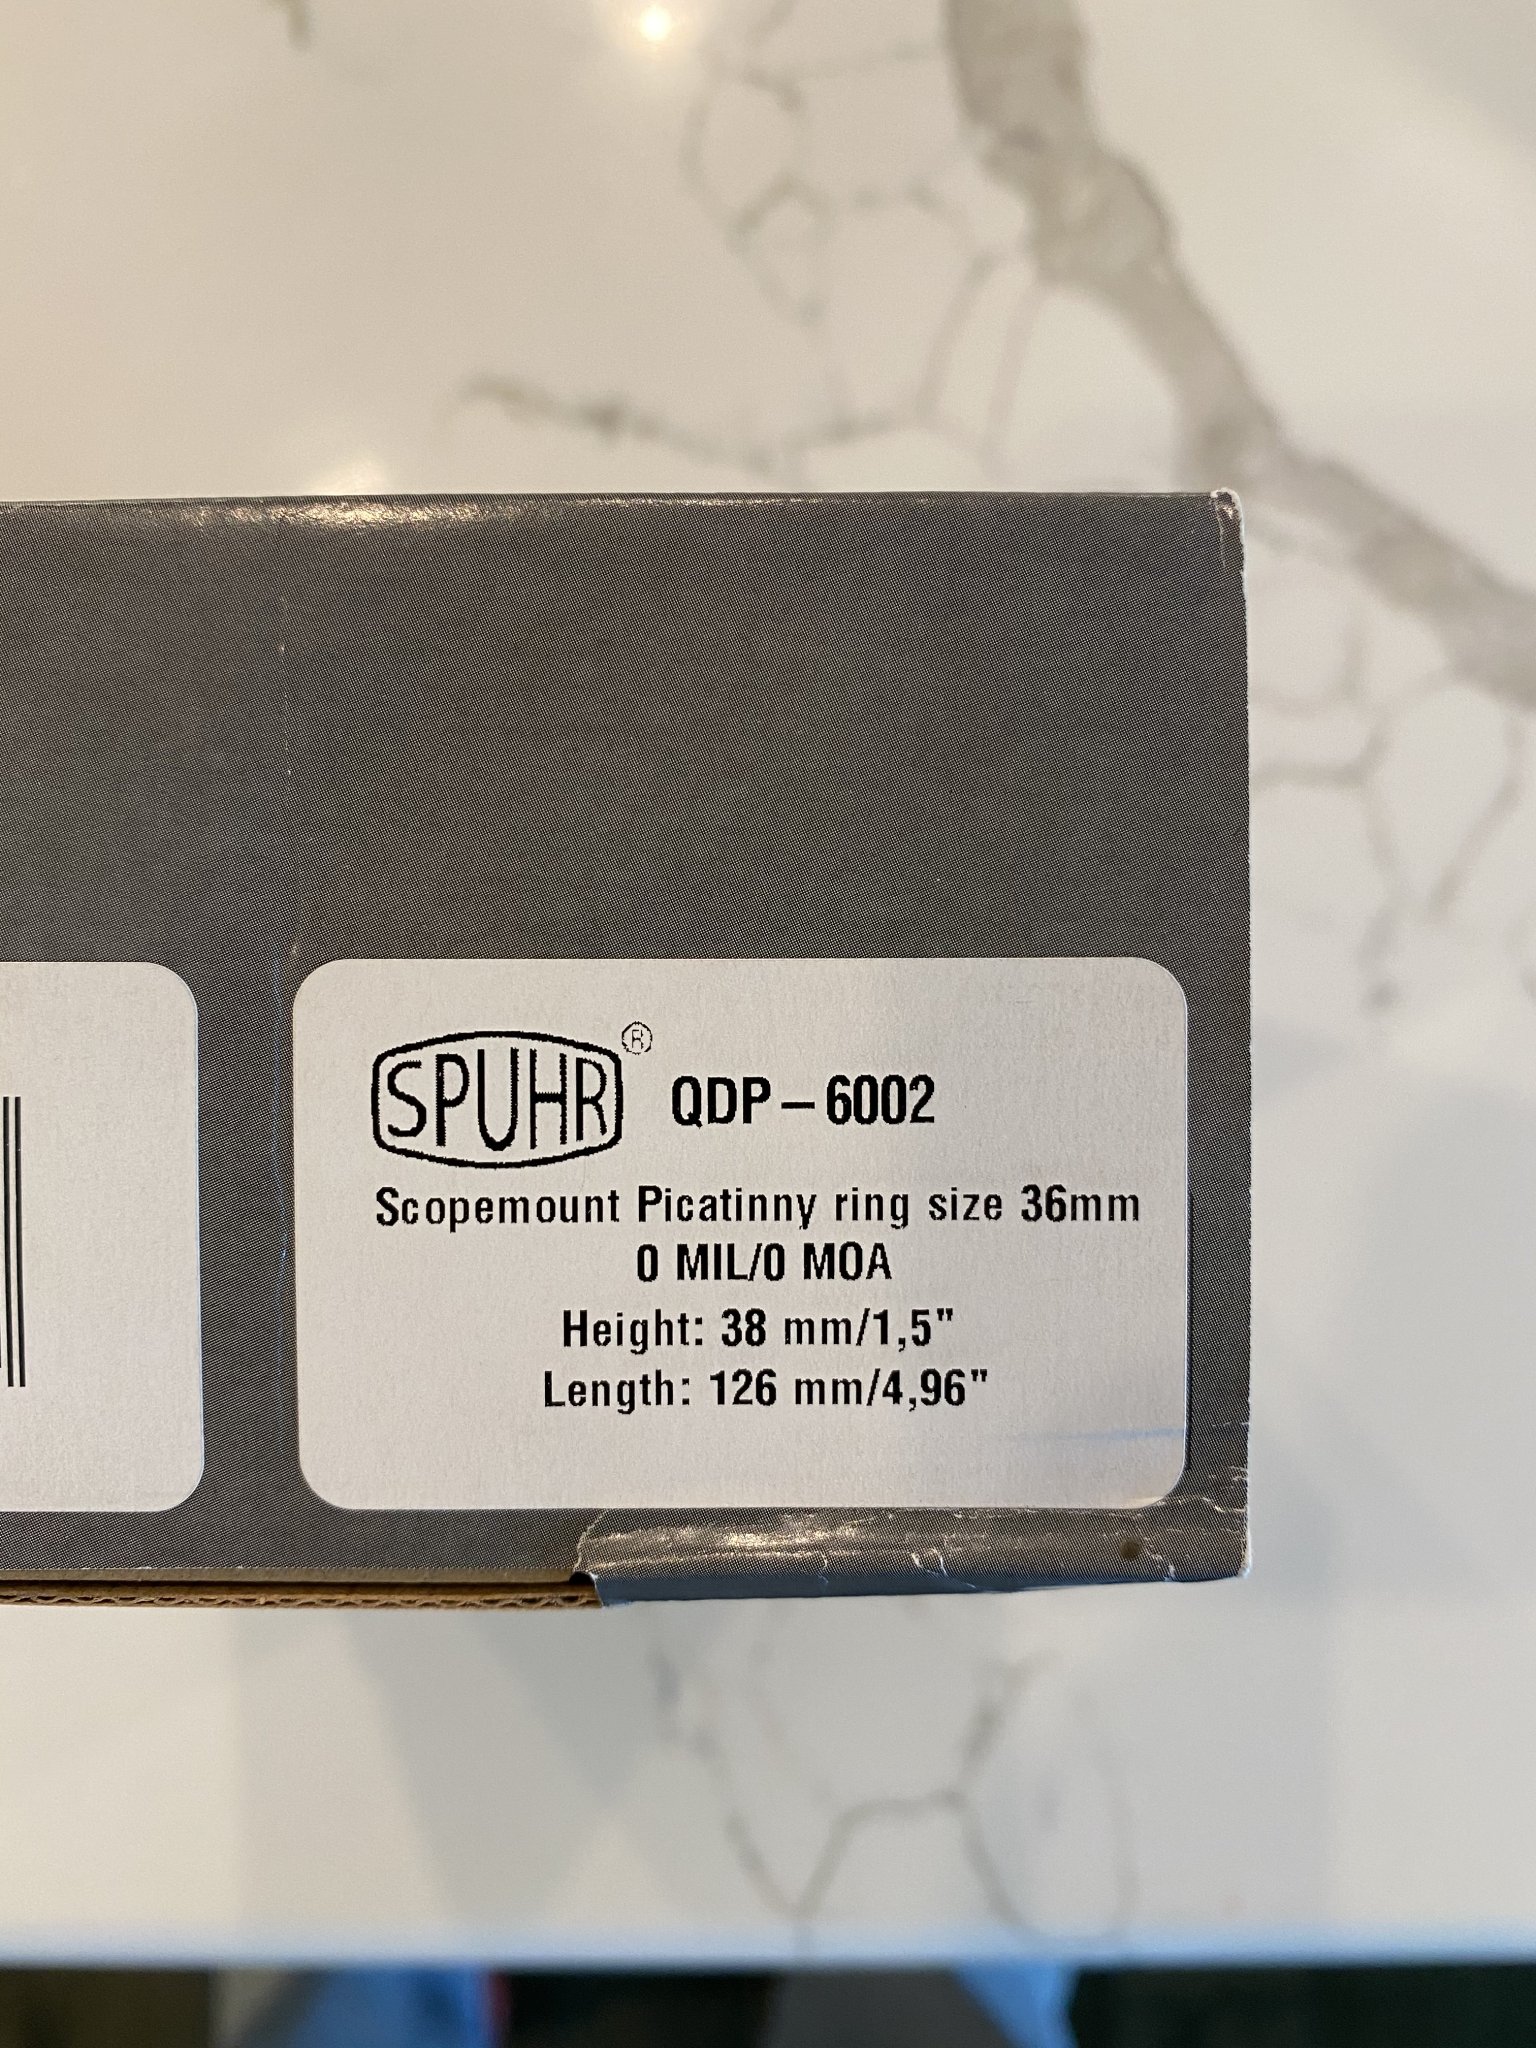 SPUHR® QDP – 6002
Scopemount Picatinny ring size 36mm
0 MIL/0 MOA
Height: 38 mm/1,5"
Length: 126 mm/4,96"